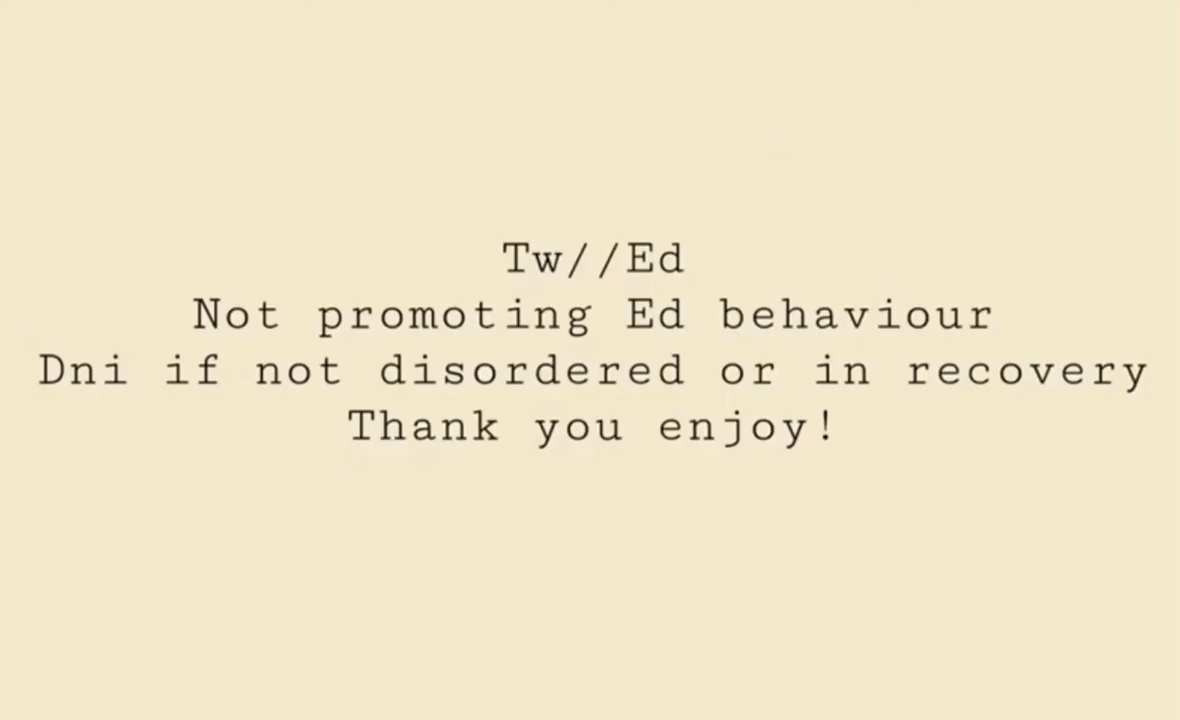 Tw//Ed
Not promoting Ed behaviour
Dni if not disordered or in recovery
Thank you enjoy!